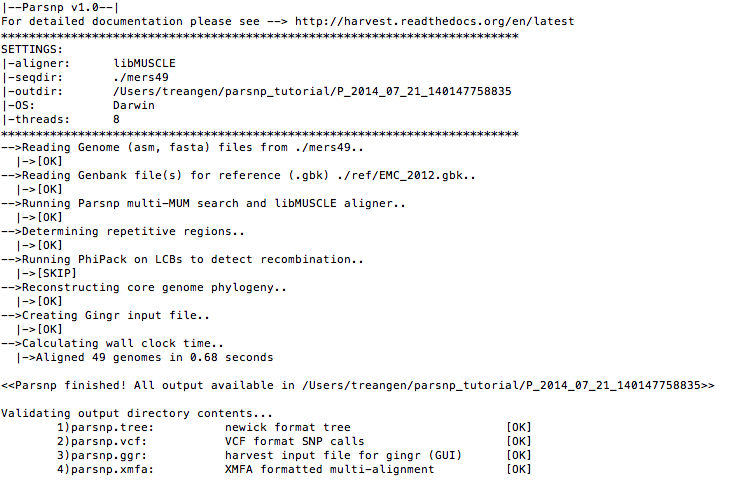 |--Parsnp v1.0--|
For detailed documentation please see --> http://harvest.readthedocs.org/en/latest
**************************************************************************
SETTINGS:
|-aligner: libMUSCLE
|-seqdir: ./mers49
|-outdir: /Users/treangen/parsnp_tutorial/P_2014_07_21_140147758835
|-OS: Darwin
|-threads: 8
**************************************************************************
-->Reading Genome (asm, fasta) files from ./mers49..
|->[OK]
-->Reading Genbank file(s) for reference (.gbk) ./ref/EMC_2012.gbk..
|->[OK]
-->Running Parsnp multi-MUM search and libMUSCLE aligner..
|->[OK]
-->Determining repetitive regions..
|->[OK]
-->Running PhiPack on LCBs to detect recombination..
|->[SKIP]
-->Reconstructing core genome phylogeny..
|->[OK]
-->Creating Gingr input file..
|->[OK]
-->Calculating wall clock time..
|->Aligned 49 genomes in 0.68 seconds
<<Parsnp finished! All output available in /Users/treangen/parsnp_tutorial/P_2014_07_21_140147758835>>
Validating output directory contents...
1)parsnp.tree: newick format tree [OK]
2)parsnp.vcf: VCF format SNP calls [OK]
3)parsnp.ggr: harvest input file for gingr (GUI) [OK]
4)parsnp.xmfa: XMFA formatted multi-alignment [OK]